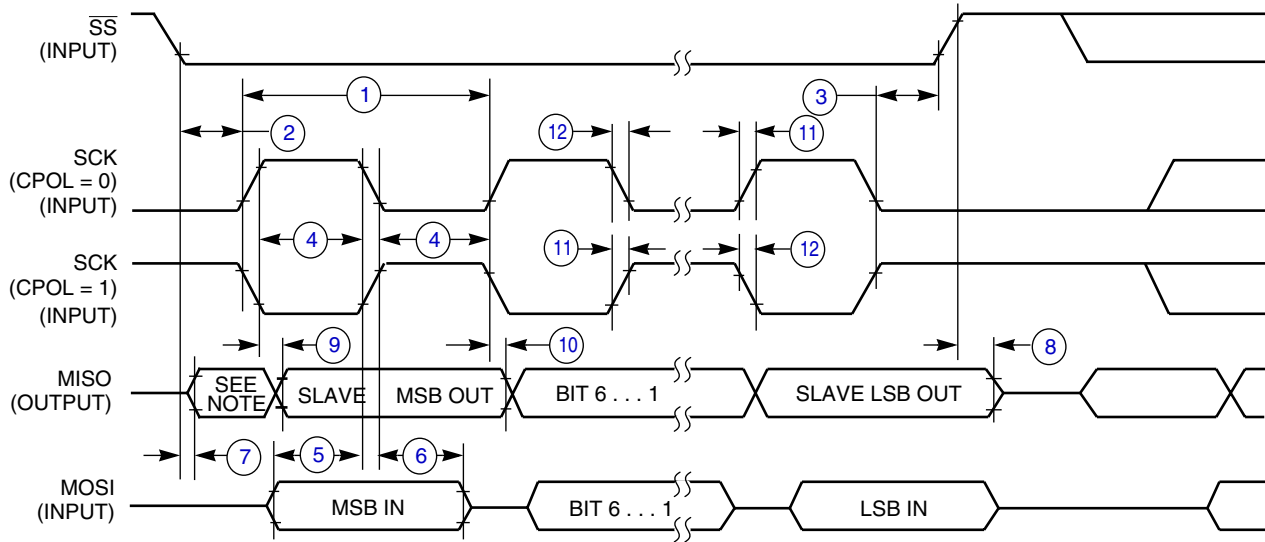 SS
(INPUT)
1
3
2
12
11
SCK
(CPOL = 0)
(INPUT)
4
4
11
12
SCK
(CPOL = 1)
(INPUT)
9
10
8
MISO
(OUTPUT)
SEE
NOTE
SLAVE
MSB OUT
BIT 6 . . . 1
SLAVE LSB OUT
7
5
6
MOSI
(INPUT)
MSB IN
BIT 6 . . . 1
LSB IN